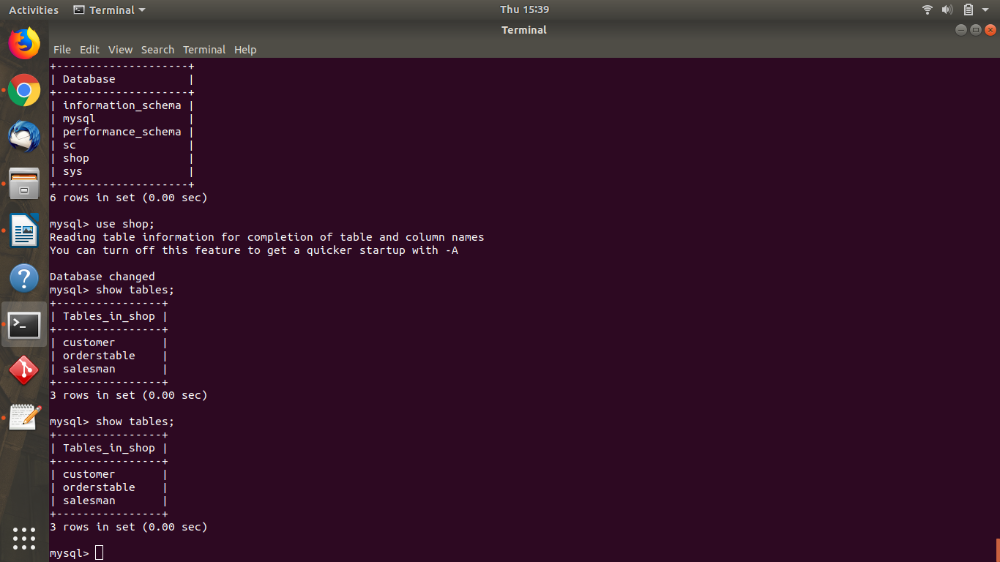 Activities Terminal Thu 15:39
Terminal
File Edit View Search Terminal Help
+--------------------+
| Database           |
+--------------------+
| information_schema |
| mysql              |
| performance_schema |
| sc                 |
| shop               |
| sys                |
+--------------------+
6 rows in set (0.00 sec)

mysql> use shop;
Reading table information for completion of table and column names
You can turn off this feature to get a quicker startup with -A

Database changed
mysql> show tables;
+----------------+
| Tables_in_shop |
+----------------+
| customer       |
| orderstable    |
| salesman       |
+----------------+
3 rows in set (0.00 sec)

mysql> show tables;
+----------------+
| Tables_in_shop |
+----------------+
| customer       |
| orderstable    |
| salesman       |
+----------------+
3 rows in set (0.00 sec)

mysql>